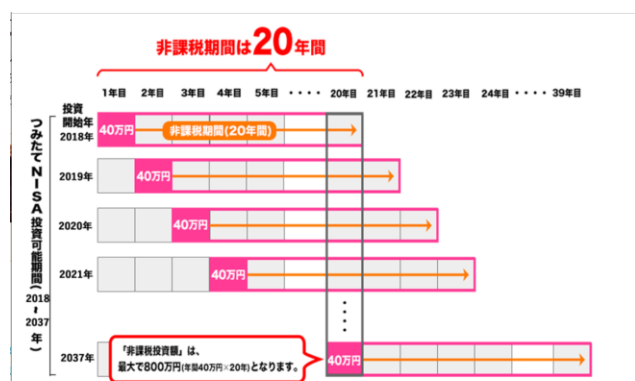 非課税期間は20年間
1年目 2年目 3年目 4年目 5年目 ・・・・ 20年目 21年目 22年目 23年目 24年目 ・・・・ 39年目
つみたてNISA投資可能期間(2018~2037年)
投資
開始年
2018年
40万円 非課税期間(20年間)
2019年 40万円
2020年 40万円
2021年 40万円
2037年
「非課税投資額」は、
最大で800万円(年間40万円×20年)となります。
40万円